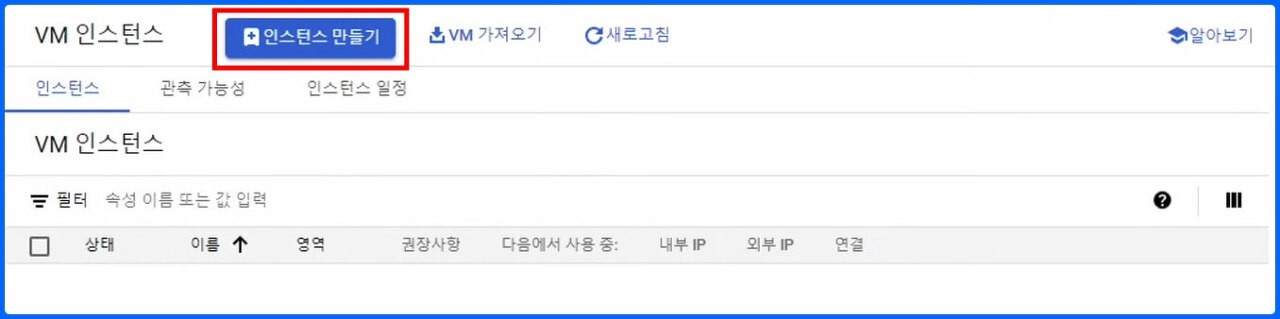 VM 인스턴스 인스턴스 만들기 VM 가져오기 새로고침 알아보기
인스턴스 관측 가능성 인스턴스 일정
VM 인스턴스
필터 속성 이름 또는 값 입력
상태 이름 영역 권장사항 다음에서 사용 중: 내부 IP 외부 IP 연결